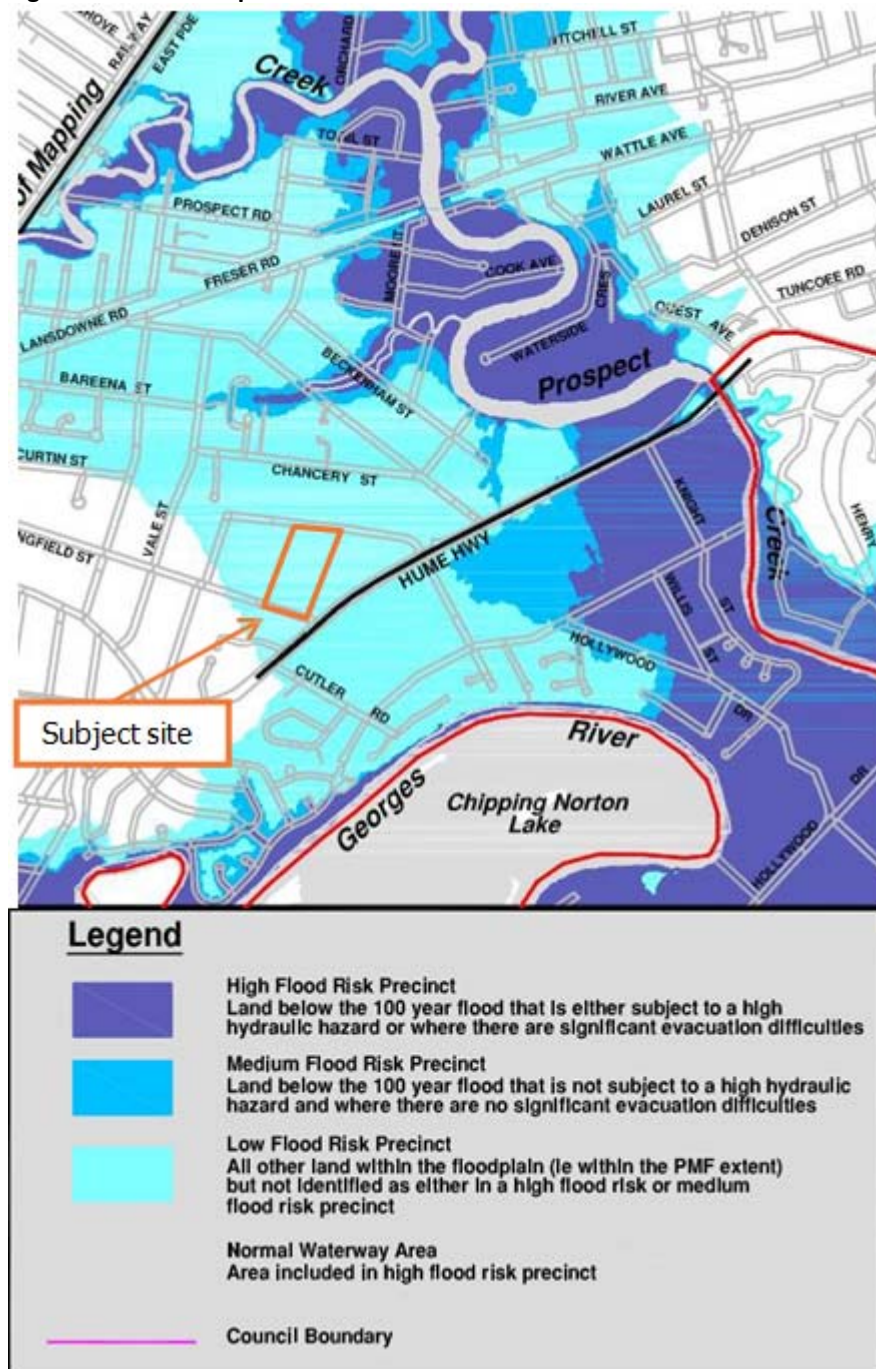 GROVE
RAILWAY
EAST PDE
Creek
ORCHARD
MITCHELL ST
RIVER AVE
WATTLE AVE
LAUREL ST
DENISON ST
TUNCOEE RD
of Mapping
PROSPECT RD
FRESER RD
LANSDOWNE RD
MOORE
COOK AVE
CRES
WATERSIDE
QUEST AVE
Prospect
BECKENHAM ST
BAREENA ST
CURTIN ST
CHANCERY ST
VALE ST
NGFIELD ST
HUME HWY
KNIGHT
ST
WILLIS
ST
Creek
HENRY
HOLLYWOOD
DR
CUTLER
RD
Subject site
Georges
River
Chipping Norton
Lake
HOLLYWOOD
DR
Legend
High Flood Risk Precinct
Land below the 100 year flood that is either subject to a high
hydraulic hazard or where there are significant evacuation difficulties
Medium Flood Risk Precinct
Land below the 100 year flood that is not subject to a high hydraulic
hazard and where there are no significant evacuation difficulties
Low Flood Risk Precinct
All other land within the floodplain (ie within the PMF extent)
but not identified as either in a high flood risk or medium
flood risk precinct
Normal Waterway Area
Area included in high flood risk precinct
Council Boundary